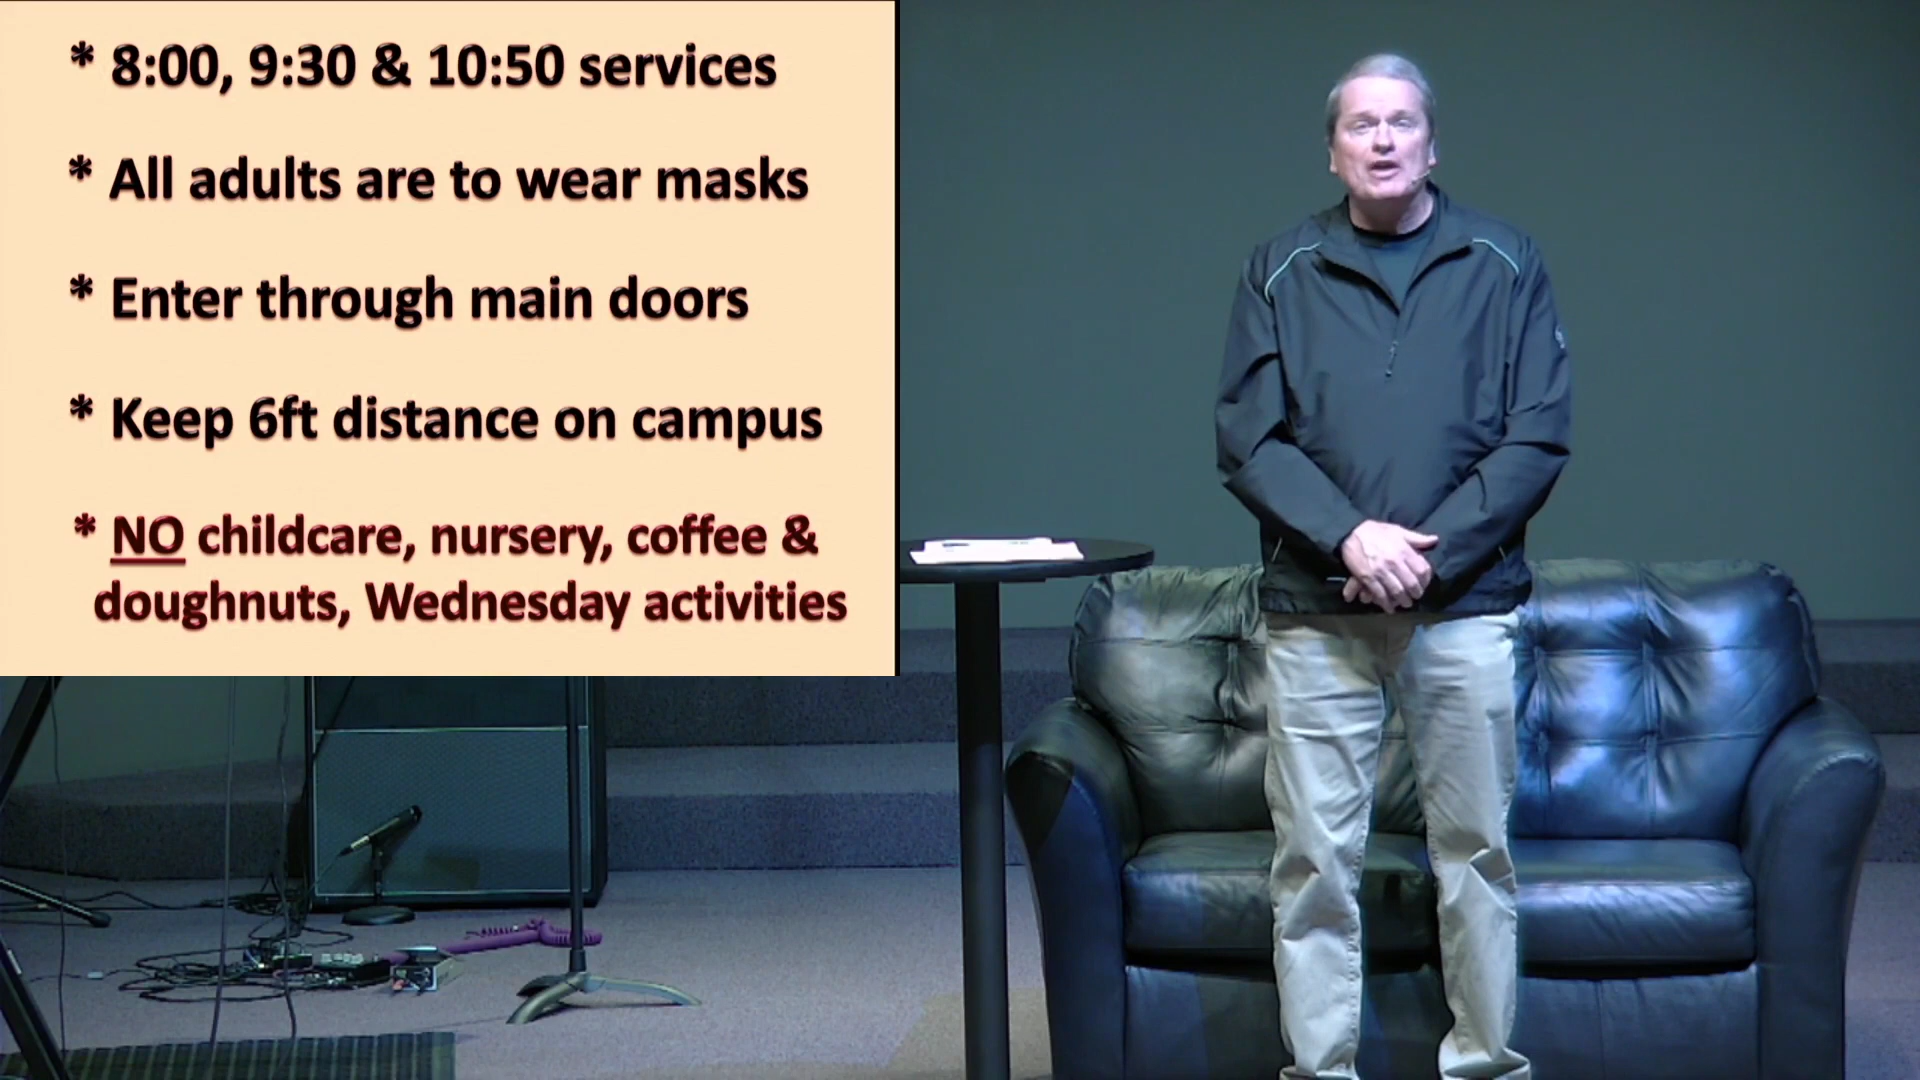 * 8:00, 9:30 & 10:50 services
* All adults are to wear masks
* Enter through main doors
* Keep 6ft distance on campus
* NO childcare, nursery, coffee &
doughnuts, Wednesday activities